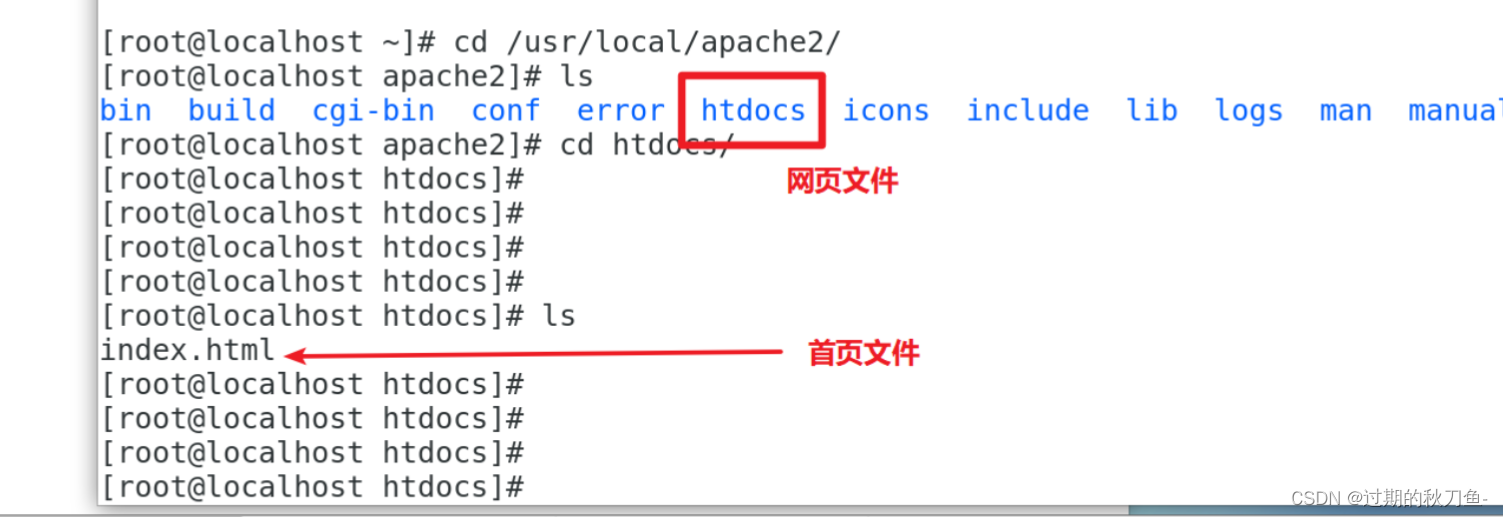 [root@localhost ~]# cd /usr/local/apache2/
[root@localhost apache2]# ls
bin build cgi-bin conf error htdocs icons include lib logs man manual
[root@localhost apache2]# cd htdocs/
[root@localhost htdocs]# 网页文件
[root@localhost htdocs]#
[root@localhost htdocs]#
[root@localhost htdocs]#
[root@localhost htdocs]# ls
index.html 首页文件
[root@localhost htdocs]#
[root@localhost htdocs]#
[root@localhost htdocs]#
[root@localhost htdocs]#
CSDN @过期的秋刀鱼-